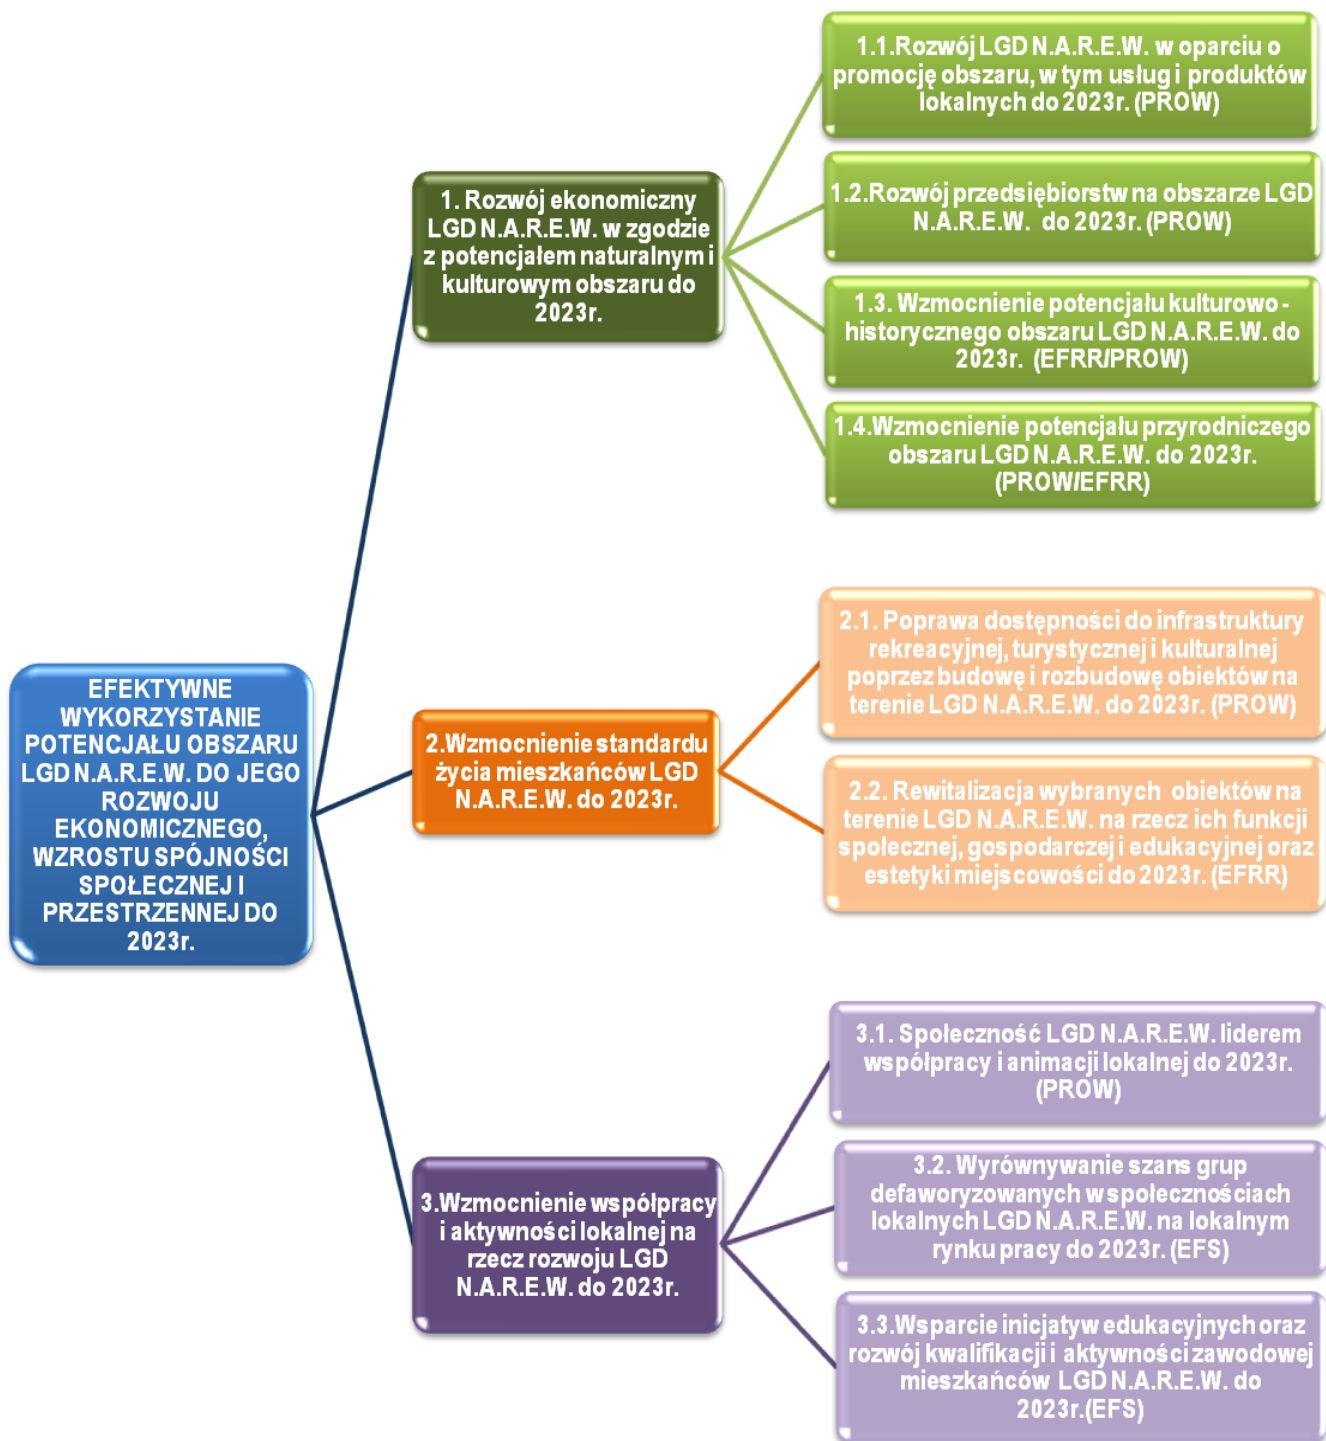 EFEKTYWNE
WYKORZYSTANIE
POTENCJAŁU OBSZARU
LGD N.A.R.E.W. DO JEGO
ROZWOJU
EKONOMICZNEGO,
WZROSTU SPÓJNOŚCI
SPOŁECZNEJ I
PRZESTRZENNEJ DO
2023r.
1. Rozwój ekonomiczny
LGD N.A.R.E.W. w zgodzie
z potencjałem naturalnym i
kulturowym obszaru do
2023r.
1.1.Rozwój LGD N.A.R.E.W. w oparciu o
promocję obszaru, w tym usług i produktów
lokalnych do 2023r. (PROW)
1.2.Rozwój przedsiębiorstw na obszarze LGD
N.A.R.E.W. do 2023r. (PROW)
1.3. Wzmocnienie potencjału kulturowo -
historycznego obszaru LGD N.A.R.E.W. do
2023r. (EFRR/PROW)
1.4.Wzmocnienie potencjału przyrodniczego
obszaru LGD N.A.R.E.W. do 2023r.
(PROW/EFRR)
2.Wzmocnienie standardu
życia mieszkańców LGD
N.A.R.E.W. do 2023r.
2.1. Poprawa dostępności do infrastruktury
rekreacyjnej, turystycznej i kulturalnej
poprzez budowę i rozbudowę obiektów na
terenie LGD N.A.R.E.W. do 2023r. (PROW)
2.2. Rewitalizacja wybranych obiektów na
terenie LGD N.A.R.E.W. na rzecz ich funkcji
społecznej, gospodarczej i edukacyjnej oraz
estetyki miejscowości do 2023r. (EFRR)
3.Wzmocnienie współpracy
i aktywności lokalnej na
rzecz rozwoju LGD
N.A.R.E.W. do 2023r.
3.1. Społeczność LGD N.A.R.E.W. liderem
współpracy i animacji lokalnej do 2023r.
(PROW)
3.2. Wyrównywanie szans grup
defaworyzowanych w społecznościach
lokalnych LGD N.A.R.E.W. na lokalnym
rynku pracy do 2023r. (EFS)
3.3.Wsparcie inicjatyw edukacyjnych oraz
rozwój kwalifikacji i aktywności zawodowej
mieszkańców LGD N.A.R.E.W. do
2023r.(EFS)